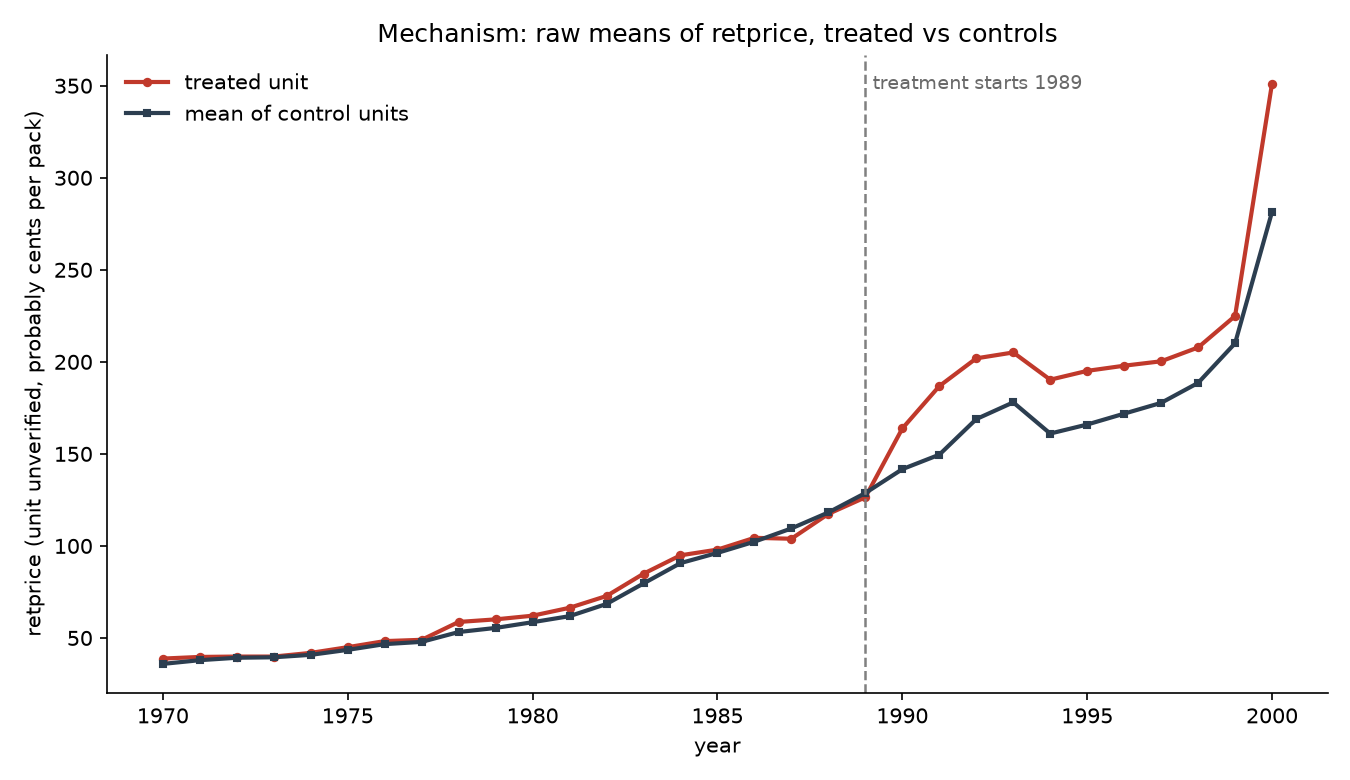 Mechanism: raw means of retprice, treated vs controls
treated unit
mean of control units
treatment starts 1989
retprice (unit unverified, probably cents per pack)
350
300
250
200
150
100
50
1970
1975
1980
1985
1990
1995
2000
year